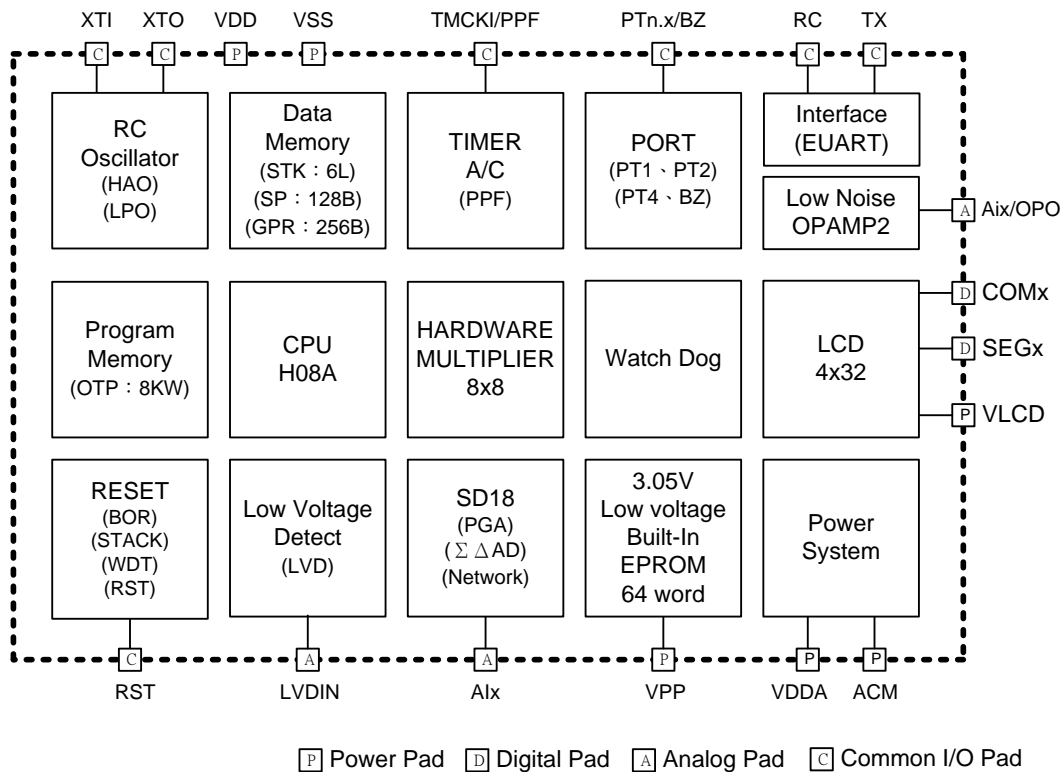 XTI
XTO
VDD
VSS
TMCKI/PPF
PTn.x/BZ
RC
TX
C
C
P
P
C
C
C
C
RC
Oscillator
(HAO)
(LPO)
Data
Memory
(STK：6L)
(SP：128B)
(GPR：256B)
TIMER
A/C
(PPF)
PORT
(PT1、PT2)
(PT4、BZ)
Interface
(EUART)
Low Noise
OPAMP2
A Aix/OPO
Program
Memory
(OTP：8KW)
CPU
H08A
HARDWARE
MULTIPLIER
8x8
Watch Dog
LCD
4x32
D COMx
D SEGx
P VLCD
RESET
(BOR)
(STACK)
(WDT)
(RST)
Low Voltage
Detect
(LVD)
SD18
(PGA)
(ΣΔAD)
(Network)
3.05V
Low voltage
Built-In
EPROM
64 word
Power
System
C
A
A
P
P
P
RST
LVDIN
AIx
VPP
VDDA
ACM
P Power Pad D Digital Pad A Analog Pad C Common I/O Pad